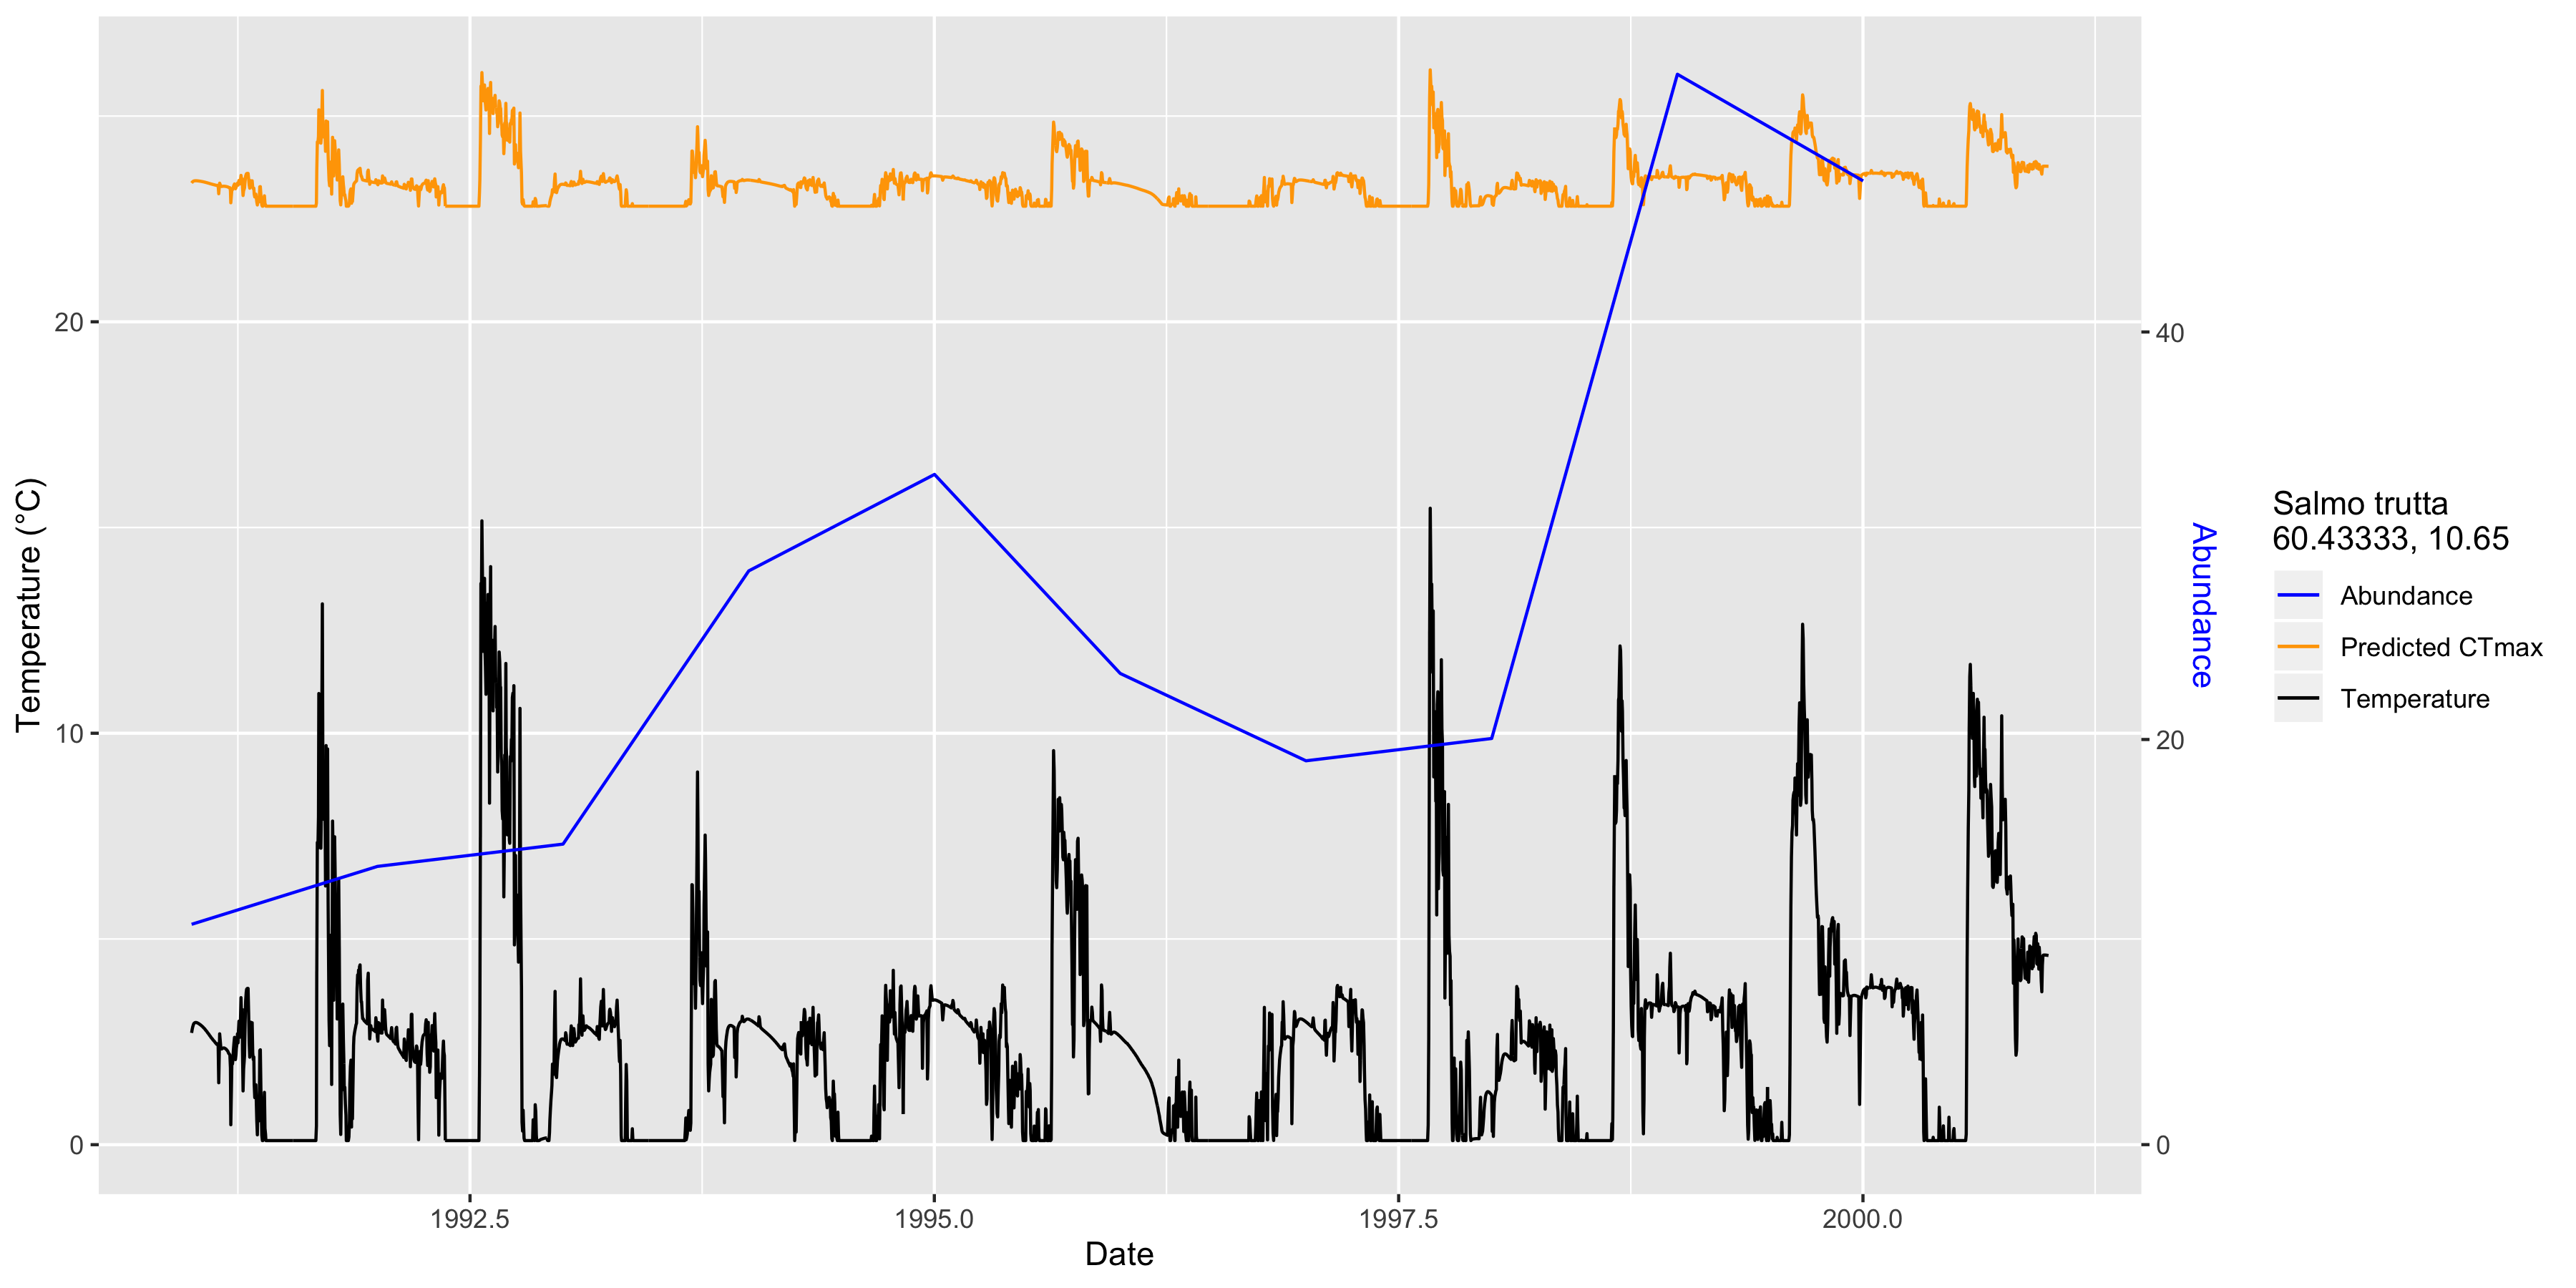 Temperature (°C)
20
10
0
1992.5
1995.0
1997.5
2000.0
Date
40
20
0
Abundance
Salmo trutta
60.43333, 10.65
Abundance
Predicted CTmax
Temperature